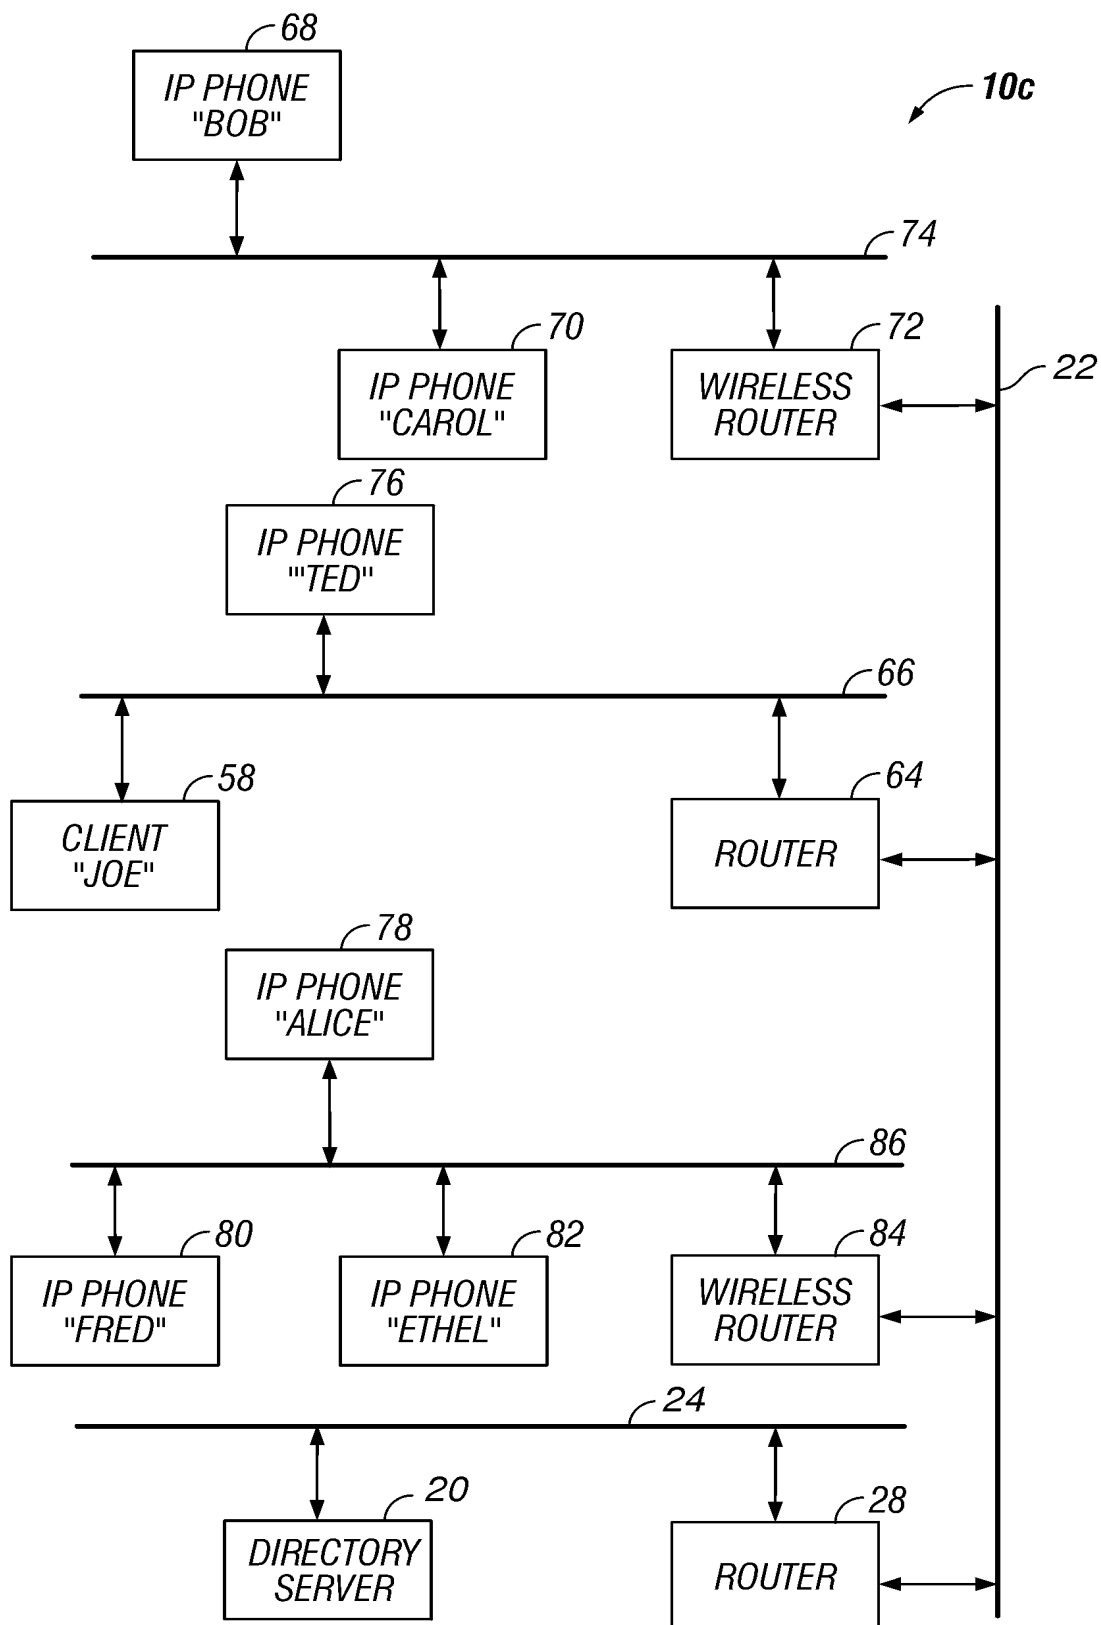 68
IP PHONE
"BOB"
10c
74
70
IP PHONE
"CAROL"
72
WIRELESS
ROUTER
22
76
IP PHONE
'"TED"
66
58
CLIENT
"JOE"
64
ROUTER
78
IP PHONE
"ALICE"
86
80
IP PHONE
"FRED"
82
IP PHONE
"ETHEL"
84
WIRELESS
ROUTER
24
20
DIRECTORY
SERVER
28
ROUTER